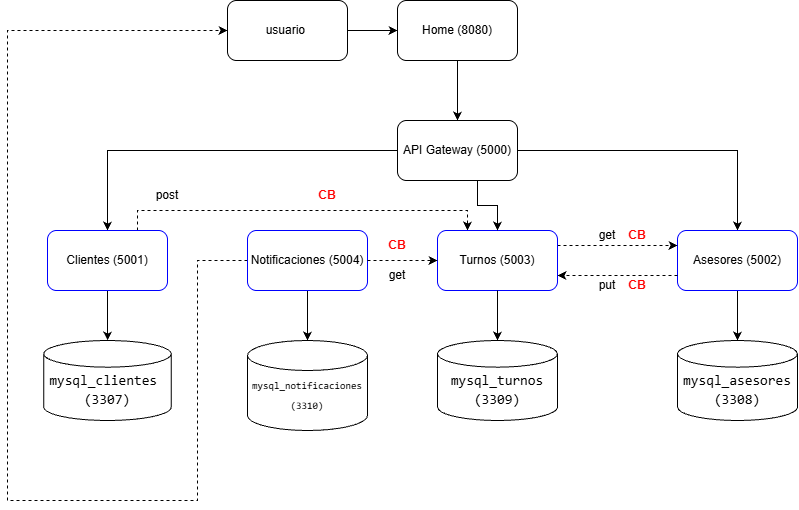 usuario
Home (8080)
API Gateway (5000)
post
CB
Clientes (5001)
Notificaciones (5004)
CB
get
Turnos (5003)
get
CB
put
CB
Asesores (5002)
mysql_clientes
(3307)
mysql_notificaciones
(3310)
mysql_turnos
(3309)
mysql_asesores
(3308)